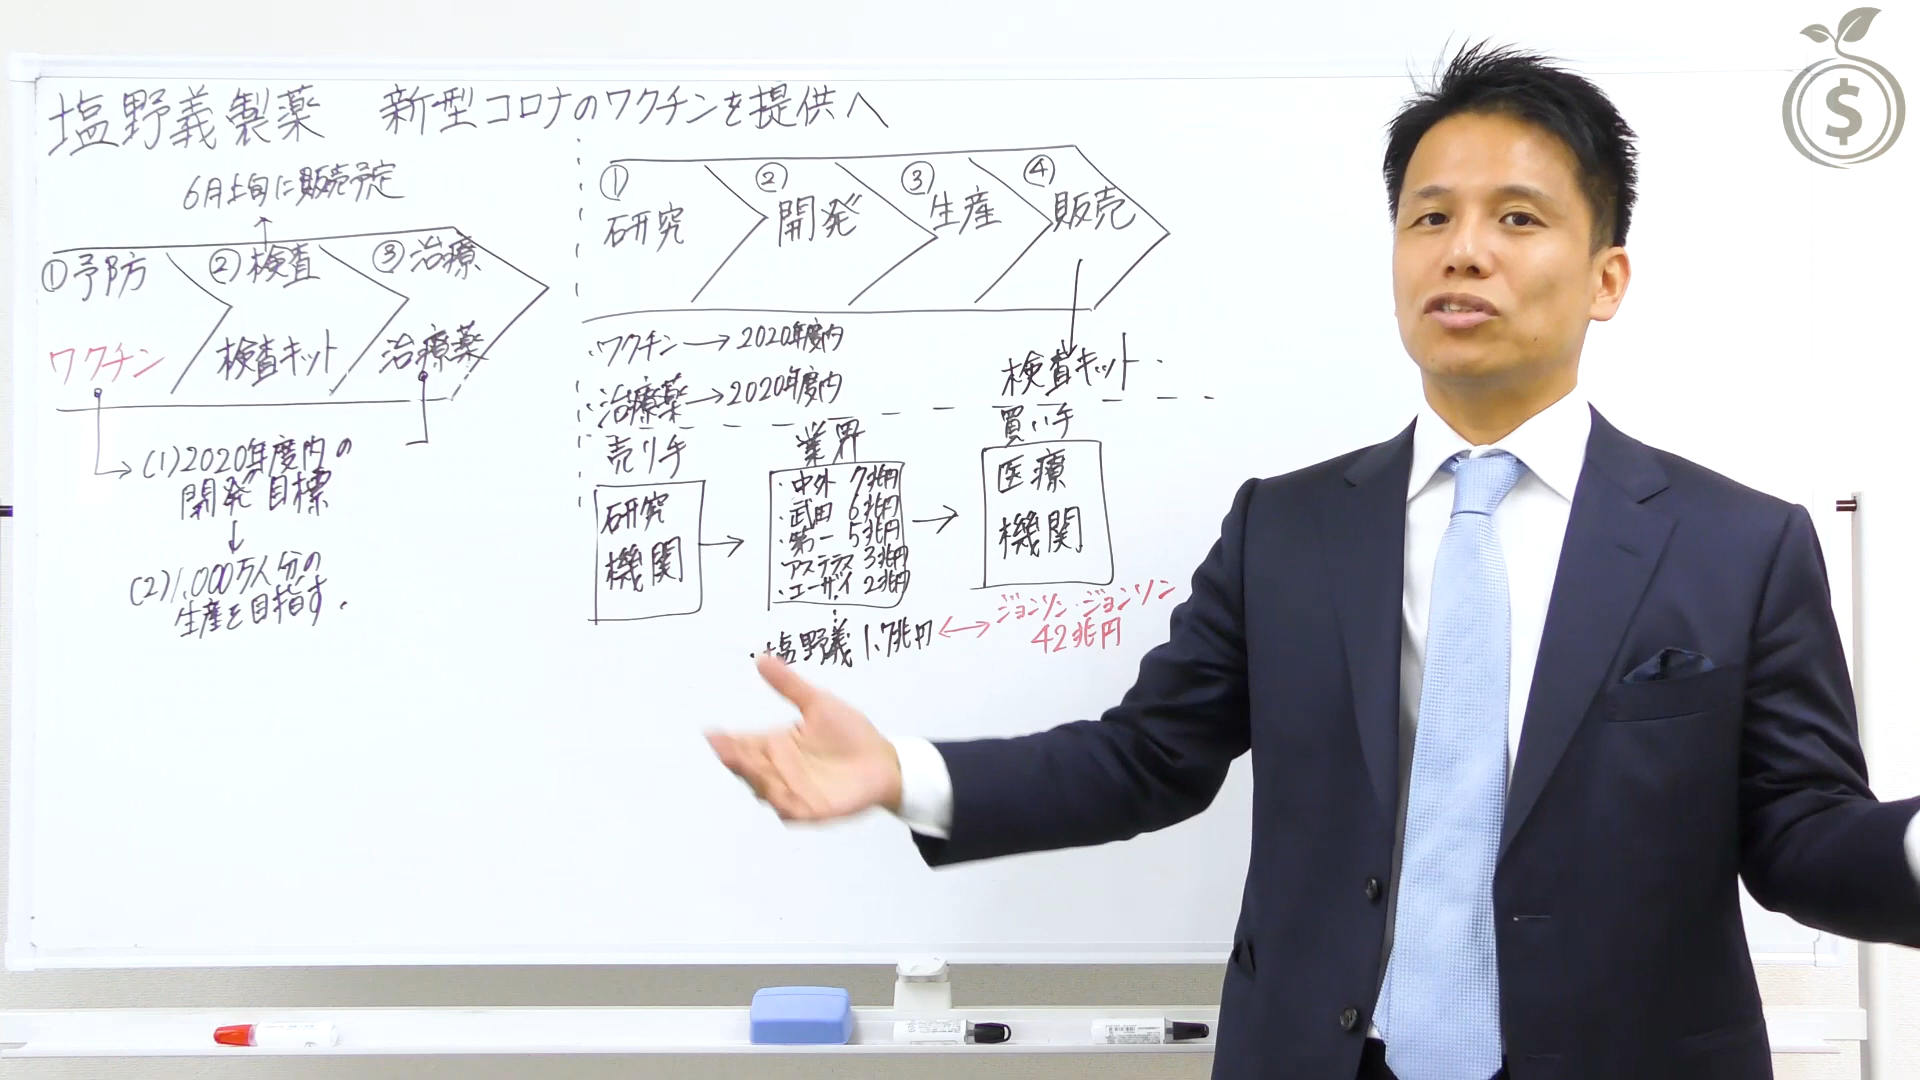 塩野義製薬 新型コロナのワクチンを提供へ
6月上旬に販売予定
①予防 ②検査 ③治療
ワクチン 検査キット 治療薬
(1)2020年度内の
開発目標
↓
(2)1,000万人分の
生産を目指す.
① ② ③ ④
研究 開発 生産 販売
・ワクチン→2020年度内
・治療薬→2020年度内
検査キット
売り手 業界 買い手
研究
機関
→
・中外 7兆円
・武田 6兆円
・第一 5兆円
・アステラス 3兆円
・エーザイ 2兆円
→
医療
機関
・塩野義 1.7兆円
↔
ジョンソン・ジョンソン
42兆円
$